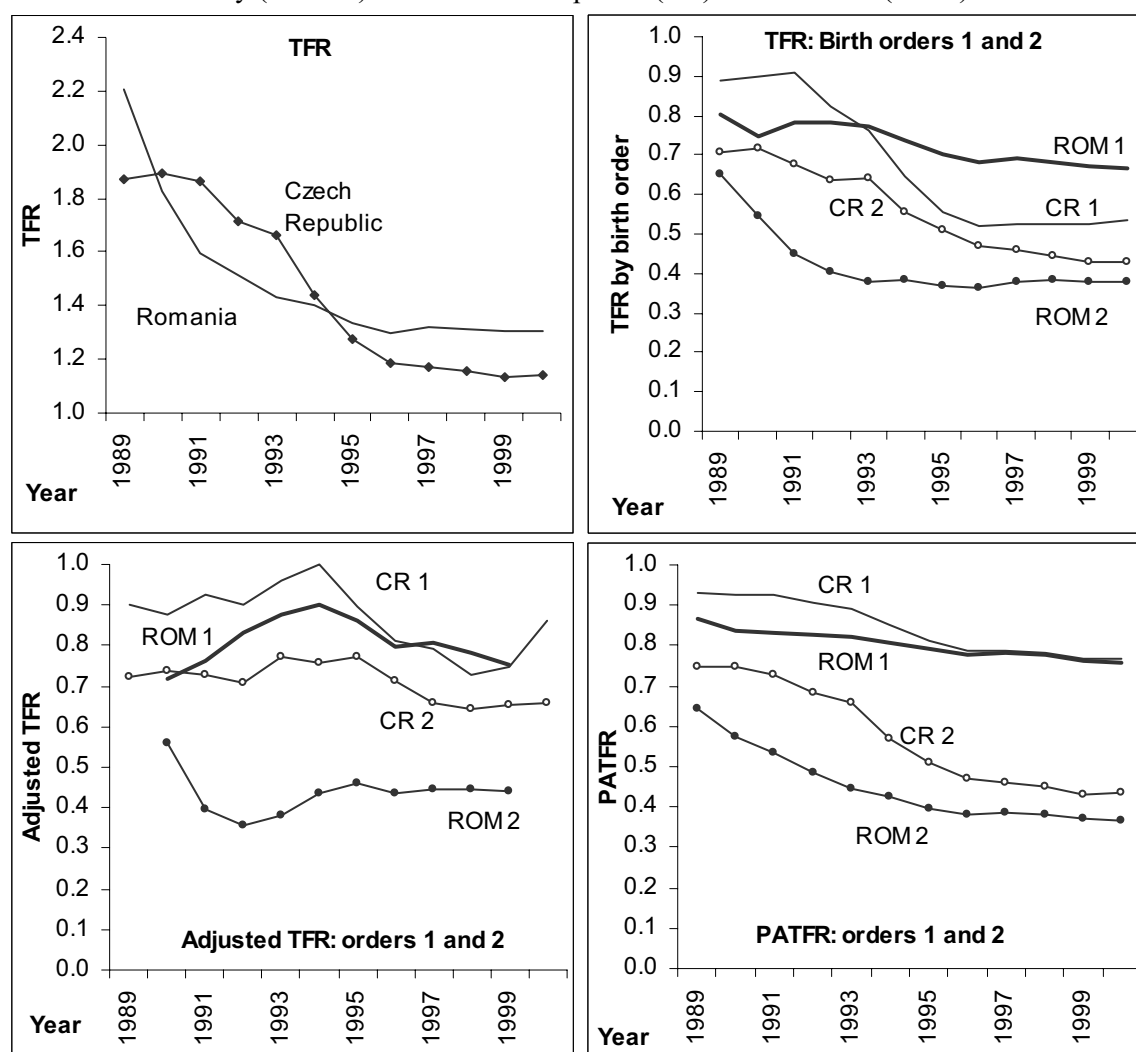 TFR
2.4
2.2
2.0
1.8
1.6
1.4
1.2
1.0
TFR
Czech
Republic
Romania
1989
1991
1993
1995
1997
1999
Year
TFR: Birth orders 1 and 2
1.0
0.9
0.8
0.7
0.6
0.5
0.4
0.3
0.2
0.1
0.0
TFR by birth order
ROM 1
CR 2
CR 1
ROM 2
1989
1991
1993
1995
1997
1999
Year
1.0
0.9
0.8
0.7
0.6
0.5
0.4
0.3
0.2
0.1
0.0
Adjusted TFR
CR 1
ROM 1
CR 2
ROM 2
Adjusted TFR: orders 1 and 2
1989
1991
1993
1995
1997
1999
Year
1.0
0.9
0.8
0.7
0.6
0.5
0.4
0.3
0.2
0.1
0.0
PATFR
CR 1
ROM 1
CR 2
ROM 2
PATFR: orders 1 and 2
1989
1991
1993
1995
1997
1999
Year